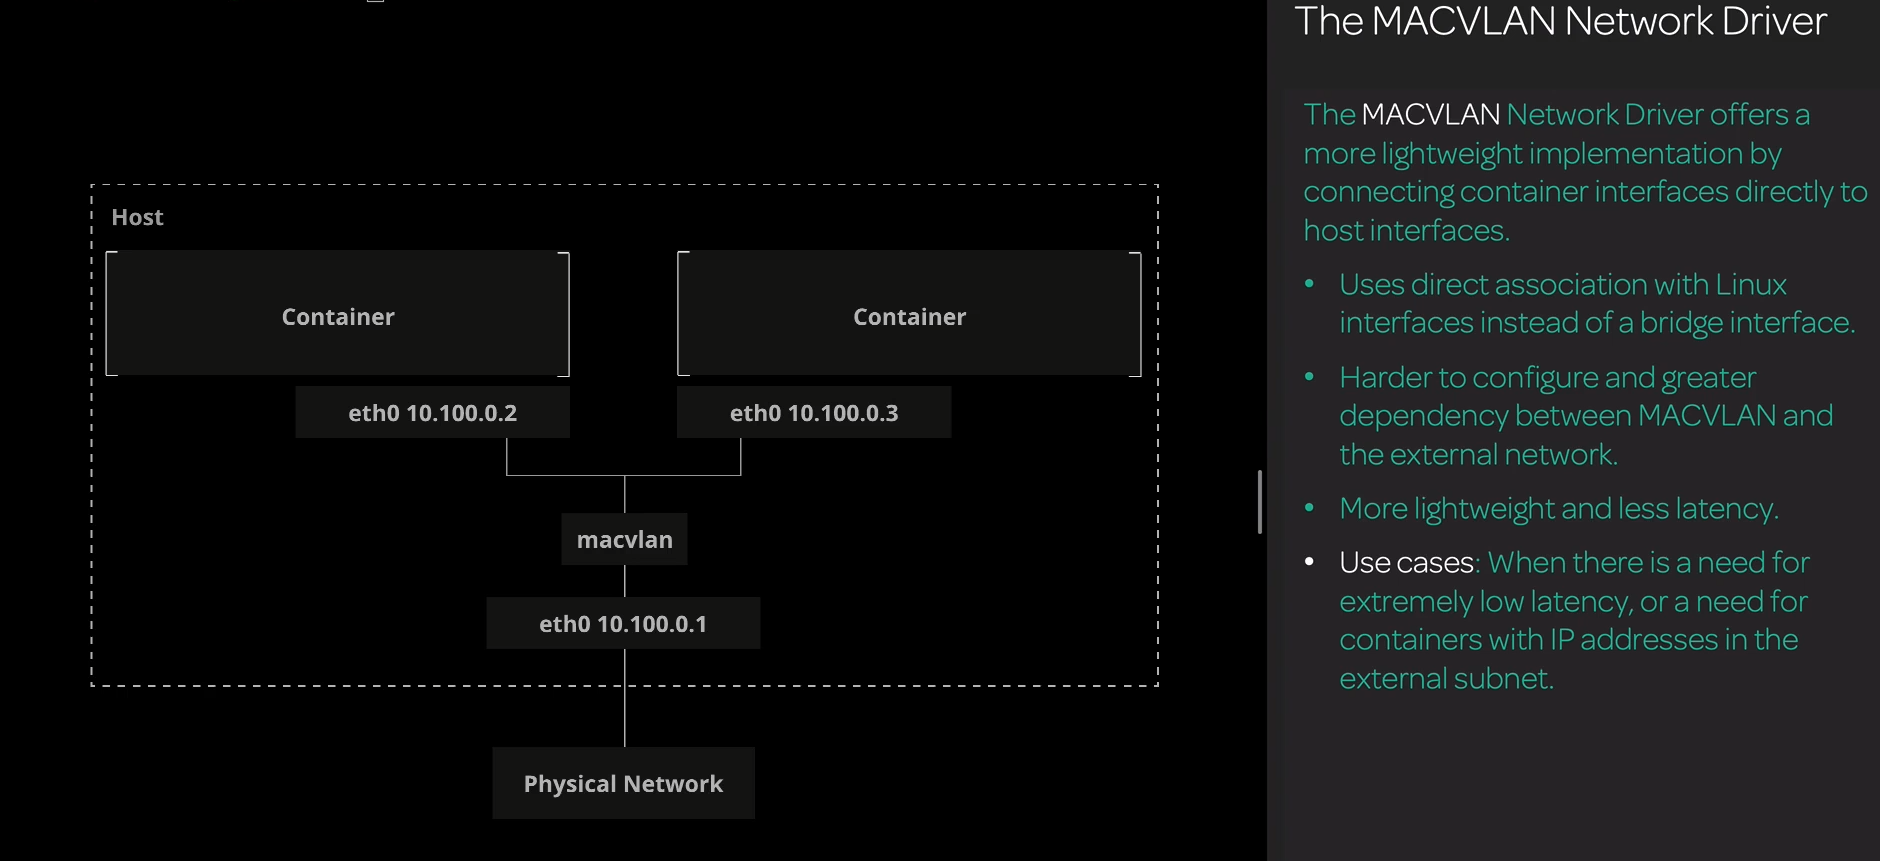 The MACVLAN Network Driver
Host
Container
Container
eth0 10.100.0.2
eth0 10.100.0.3
macvlan
eth0 10.100.0.1
Physical Network
The MACVLAN Network Driver offers a
more lightweight implementation by
connecting container interfaces directly to
host interfaces.
• Uses direct association with Linux
interfaces instead of a bridge interface.
• Harder to configure and greater
dependency between MACVLAN and
the external network.
• More lightweight and less latency.
• Use cases: When there is a need for
extremely low latency, or a need for
containers with IP addresses in the
external subnet.